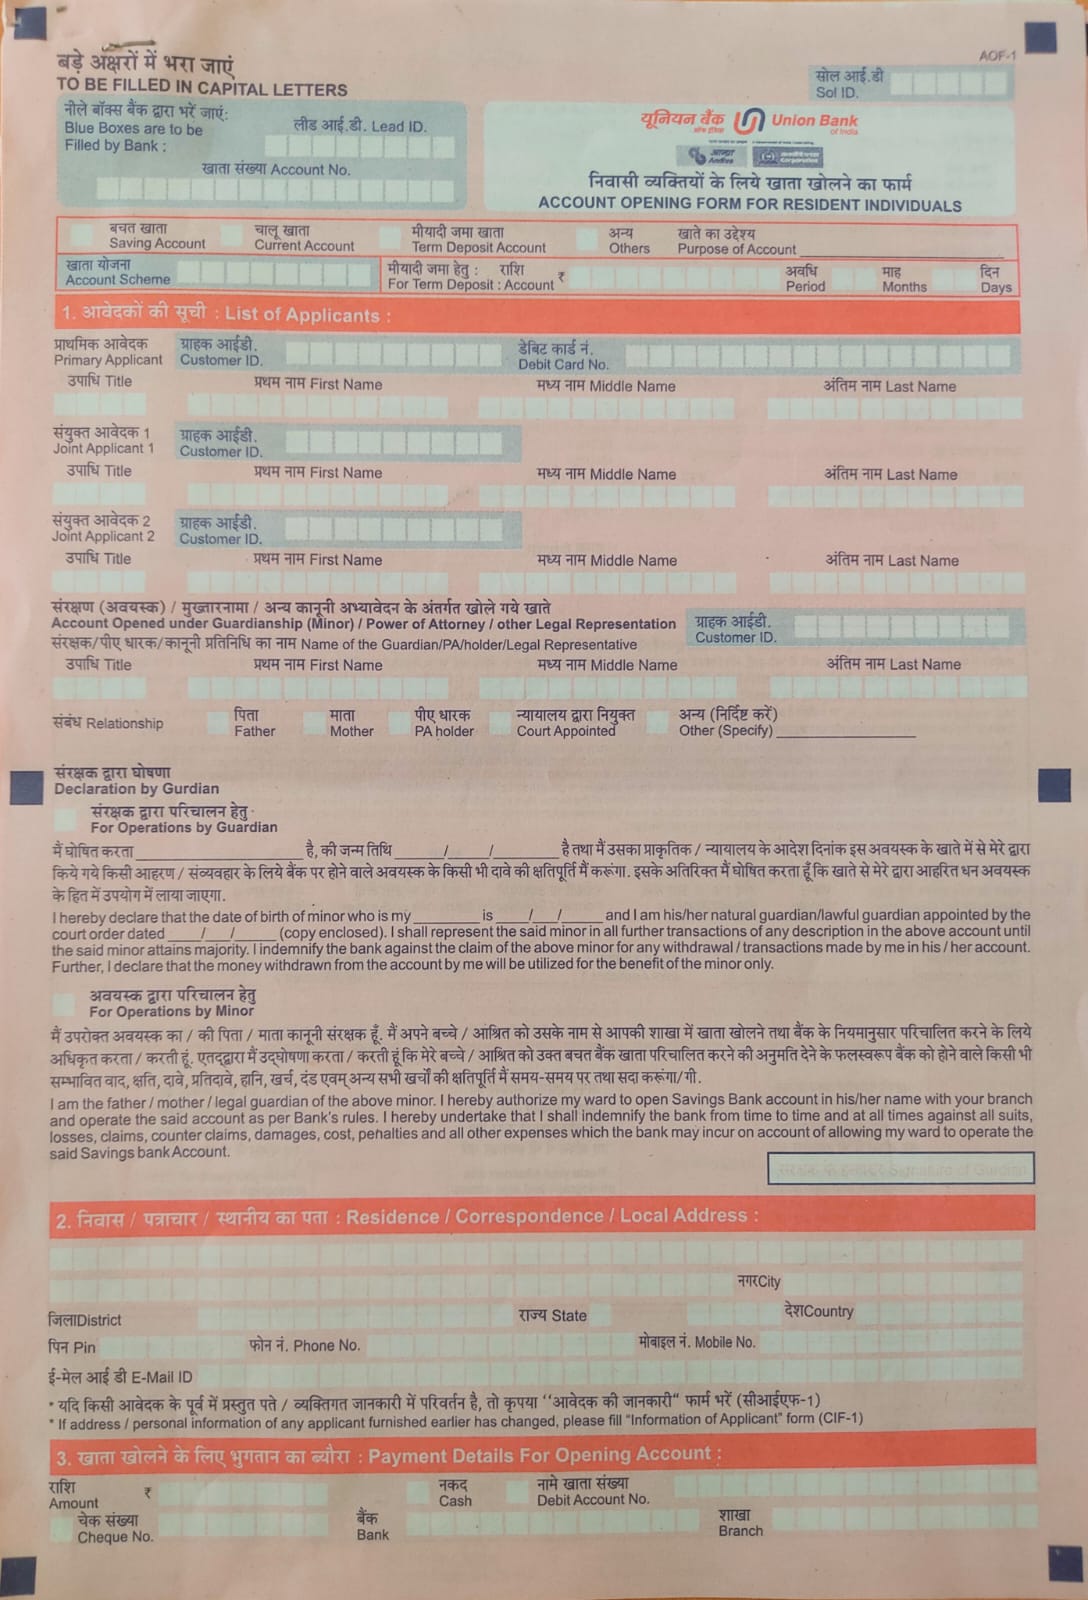 बड़े अक्षरों में भरा जाएं
TO BE FILLED IN CAPITAL LETTERS
AOF-1
सोल आई.डी
Sol ID.
नीले बॉक्स बैंक द्वारा भरें जाएं:
Blue Boxes are to be
Filled by Bank :
लीड आई.डी. Lead ID.
खाता संख्या Account No.
यूनियन बैंक
Union Bank
of India
आन्ध्रा
Andhra
Corporation
निवासी व्यक्तियों के लिये खाता खोलने का फार्म
ACCOUNT OPENING FORM FOR RESIDENT INDIVIDUALS
बचत खाता चालू खाता मीयादी जमा खाता अन्य खाते का उद्देश्य
Saving Account Current Account Term Deposit Account Others Purpose of Account
खाता योजना मीयादी जमा हेतु : राशि ₹ अवधि माह दिन
Account Scheme For Term Deposit : Account Period Months Days
1. आवेदकों की सूची : List of Applicants :
प्राथमिक आवेदक ग्राहक आईडी. डेबिट कार्ड नं.
Primary Applicant Customer ID. Debit Card No.
उपाधि Title प्रथम नाम First Name मध्य नाम Middle Name अंतिम नाम Last Name
संयुक्त आवेदक 1 ग्राहक आईडी.
Joint Applicant 1 Customer ID.
उपाधि Title प्रथम नाम First Name मध्य नाम Middle Name अंतिम नाम Last Name
संयुक्त आवेदक 2 ग्राहक आईडी.
Joint Applicant 2 Customer ID.
उपाधि Title प्रथम नाम First Name मध्य नाम Middle Name अंतिम नाम Last Name
संरक्षण (अवयस्क) / मुख्तारनामा / अन्य कानूनी अभ्यावेदन के अंतर्गत खोले गये खाते
Account Opened under Guardianship (Minor) / Power of Attorney / other Legal Representation
ग्राहक आईडी.
Customer ID.
संरक्षक/पीए धारक/कानूनी प्रतिनिधि का नाम Name of the Guardian/PA/holder/Legal Representative
उपाधि Title प्रथम नाम First Name मध्य नाम Middle Name अंतिम नाम Last Name
संबंध Relationship
पिता माता पीए धारक न्यायालय द्वारा नियुक्त अन्य (निर्दिष्ट करें)
Father Mother PA holder Court Appointed Other (Specify)
संरक्षक द्वारा घोषणा
Declaration by Gurdian
संरक्षक द्वारा परिचालन हेतु
For Operations by Guardian
मैं घोषित करता ____ है, की जन्म तिथि ____/____/____ है तथा मैं उसका प्राकृतिक / न्यायालय के आदेश दिनांक इस अवयस्क के खाते में से मेरे द्वारा
किये गये किसी आहरण / संव्यवहार के लिये बैंक पर होने वाले अवयस्क के किसी भी दावे की क्षतिपूर्ति मैं करूंगा. इसके अतिरिक्त मैं घोषित करता हूँ कि खाते से मेरे द्वारा आहरित धन अवयस्क
के हित में उपयोग में लाया जाएगा.
I hereby declare that the date of birth of minor who is my ____ is ____/____/____ and I am his/her natural guardian/lawful guardian appointed by the
court order dated ____/____/____ (copy enclosed). I shall represent the said minor in all further transactions of any description in the above account until
the said minor attains majority. I indemnify the bank against the claim of the above minor for any withdrawal / transactions made by me in his / her account.
Further, I declare that the money withdrawn from the account by me will be utilized for the benefit of the minor only.
अवयस्क द्वारा परिचालन हेतु
For Operations by Minor
मैं उपरोक्त अवयस्क का / की पिता / माता कानूनी संरक्षक हूँ. मैं अपने बच्चे / आश्रित को उसके नाम से आपकी शाखा में खाता खोलने तथा बैंक के नियमानुसार परिचालित करने के लिये
अधिकृत करता / करती हूं. एतद्द्वारा मैं उद्घोषणा करता / करती हूं कि मेरे बच्चे / आश्रित को उक्त बचत बैंक खाता परिचालित करने की अनुमति देने के फलस्वरूप बैंक को होने वाले किसी भी
सम्भावित वाद, क्षति, दावे, प्रतिदावे, हानि, खर्च, दंड एवम् अन्य सभी खर्चों की क्षतिपूर्ति मैं समय-समय पर तथा सदा करूंगा/गी.
I am the father / mother / legal guardian of the above minor. I hereby authorize my ward to open Savings Bank account in his/her name with your branch
and operate the said account as per Bank's rules. I hereby undertake that I shall indemnify the bank from time to time and at all times against all suits,
losses, claims, counter claims, damages, cost, penalties and all other expenses which the bank may incur on account of allowing my ward to operate the
said Savings bank Account.
Signature of Gurdian
2. निवास / पत्राचार / स्थानीय का पता : Residence / Correspondence / Local Address :
नगरCity
जिलाDistrict राज्य State देशCountry
पिन Pin फोन नं. Phone No. मोबाइल नं. Mobile No.
ई-मेल आई डी E-Mail ID
* यदि किसी आवेदक के पूर्व में प्रस्तुत पते / व्यक्तिगत जानकारी में परिवर्तन है, तो कृपया ''आवेदक की जानकारी" फार्म भरें (सीआईएफ-1)
* If address / personal information of any applicant furnished earlier has changed, please fill "Information of Applicant" form (CIF-1)
3. खाता खोलने के लिए भुगतान का ब्यौरा : Payment Details For Opening Account :
राशि ₹ नकद नामे खाता संख्या
Amount Cash Debit Account No.
चेक संख्या बैंक शाखा
Cheque No. Bank Branch